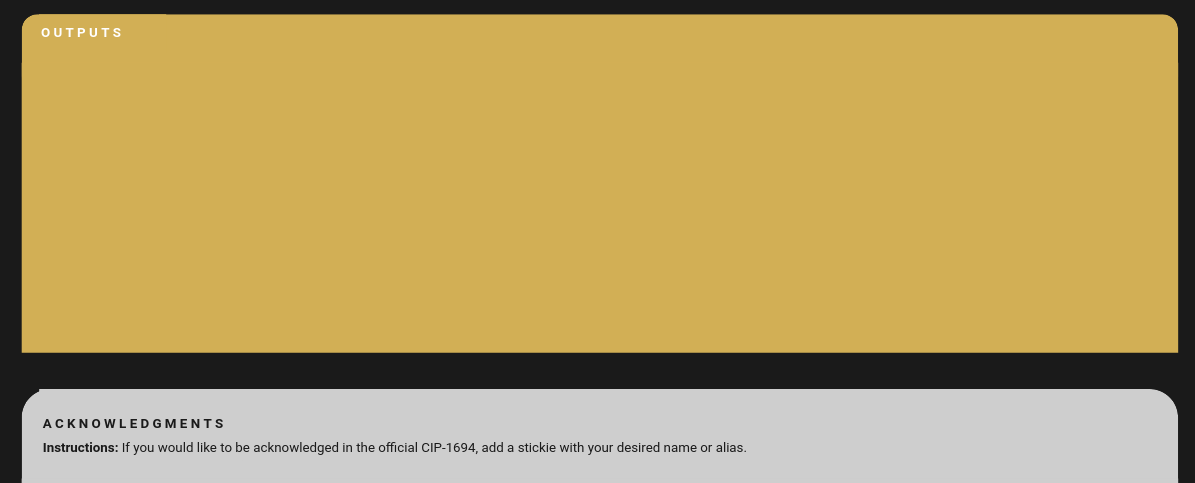 OUTPUTS
ACKNOWLEDGMENTS
Instructions: If you would like to be acknowledged in the official CIP-1694, add a stickie with your desired name or alias.